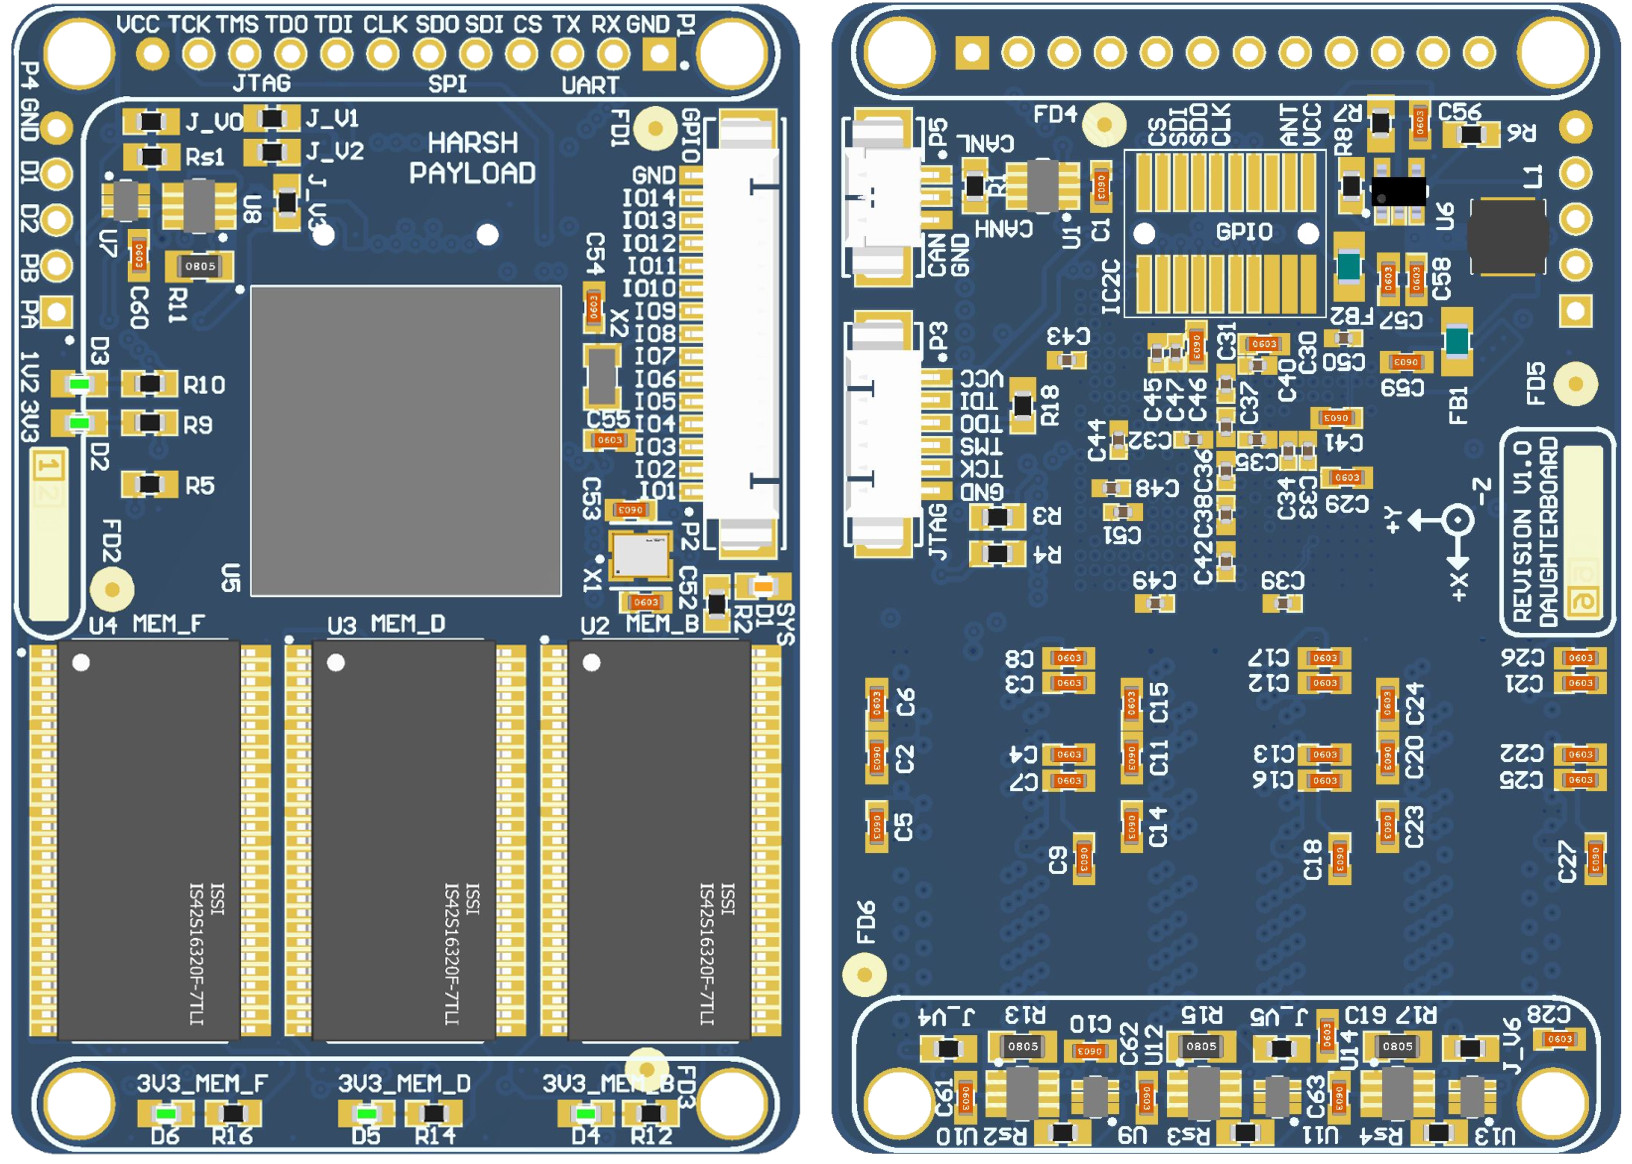 VCC TCK TMS TDO TDI CLK SDO SDI CS TX RX GND P1
JTAG SPI UART
P4 GND D1 D2 PB PA
J_V0 J_V1
Rs1 J_V2
J_V3
HARSH
PAYLOAD
FD1
GPIO
GND
IO14
IO13
IO12
IO11
IO10
IO9
IO8
IO7
IO6
IO5
IO4
IO3
IO2
IO1
U7
U8
C60
0603
R11
0805
C54
0603
X2
C55
0603
1V2 3V3
D3
R10
R9
D2
R5
FD2
U5
C53
0603
P2
X1
C52
0603
R2
D1
SYS
U4 MEM_F
U3 MEM_D
U2 MEM_B
ISSI
IS42S16320F-7TLI
ISSI
IS42S16320F-7TLI
ISSI
IS42S16320F-7TLI
3V3_MEM_F
3V3_MEM_D
3V3_MEM_B
FD3
D6 R16
D5 R14
D4 R12
P5
CANL
CANH
CAN
GND
R1
U1
C1
0603
FD4
CS
SDI
SDO
CLK
ANT
VCC
GPIO
IC2C
R7
R8
C56
R6
U6
L1
C58
C57
FB2
C50
C59
0603
FB1
FD5
P3
VCC
TDI
TDO
TMS
TCK
GND
JTAG
R18
R3
R4
C43
C45
C47
C46
C31
C30
C40
C37
C44
C32
C35
C36
C34
C33
C41
C29
C48
C51
C38
C42
C49
C39
+Y
-Z
+X
REVISION V1.0
DAUGHTERBOARD
C8
C3
C17
C12
C26
C21
C6
C15
C24
C2
C4
C7
C11
C13
C16
C20
C22
C25
C5
C14
C23
C9
C18
C27
FD6
J_V4
R13
C10
C62
U12
R15
J_V5
U14
C19
R17
J_V6
C28
0805
0805
0805
C61
U10
Rs2
U9
Rs3
U11
C63
Rs4
U13